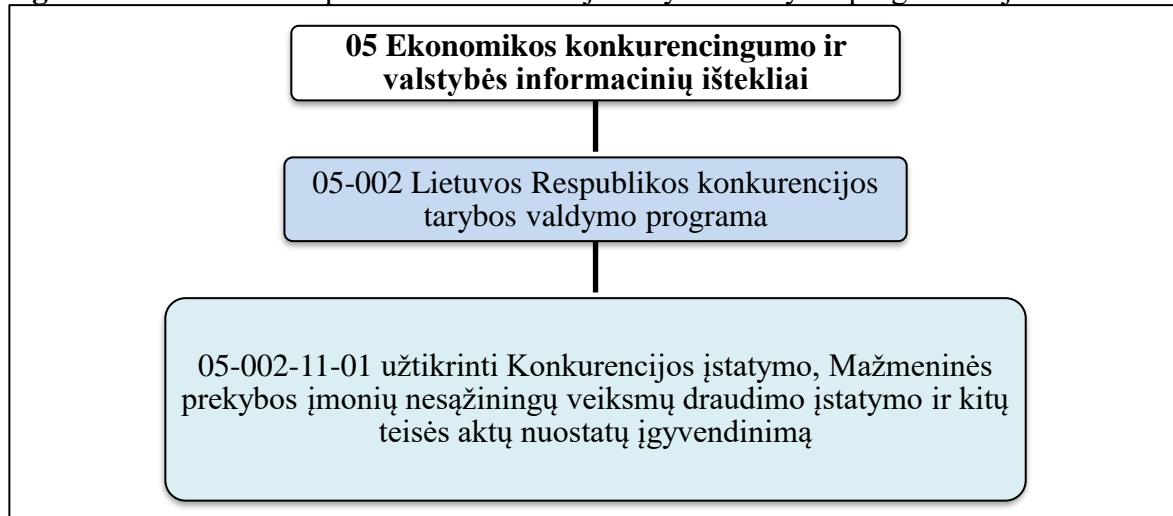 05 Ekonomikos konkurencingumo ir
valstybės informacinių ištekliai
05-002 Lietuvos Respublikos konkurencijos
tarybos valdymo programa
05-002-11-01 užtikrinti Konkurencijos įstatymo, Mažmeninės
prekybos įmonių nesąžiningų veiksmų draudimo įstatymo ir kitų
teisės aktų nuostatų įgyvendinimą